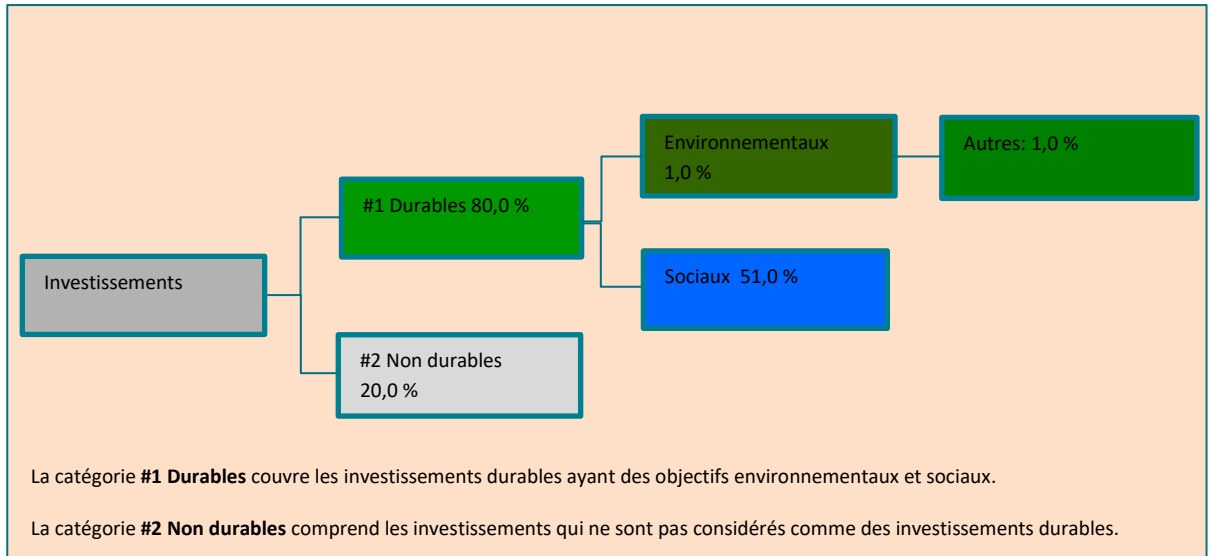 Investissements
#1 Durables 80,0 %
#2 Non durables
20,0 %
Environnementaux
1,0 %
Autres: 1,0 %
Sociaux 51,0 %
La catégorie #1 Durables couvre les investissements durables ayant des objectifs environnementaux et sociaux.
La catégorie #2 Non durables comprend les investissements qui ne sont pas considérés comme des investissements durables.